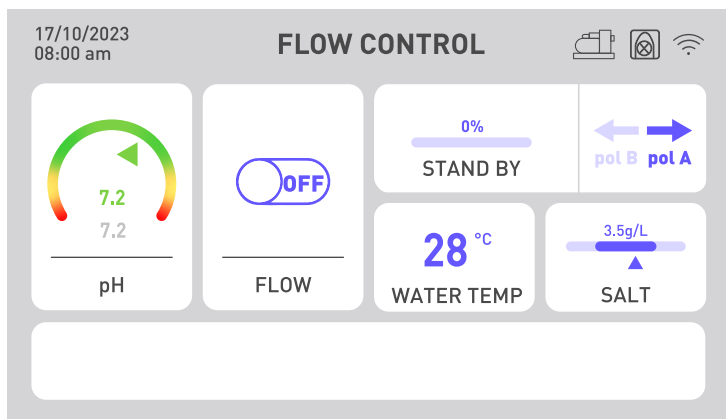 17/10/2023
08:00 am
FLOW CONTROL
7.2
7.2
pH
OFF
FLOW
0%
STAND BY
pol B pol A
28 °C
WATER TEMP
3.5g/L
SALT